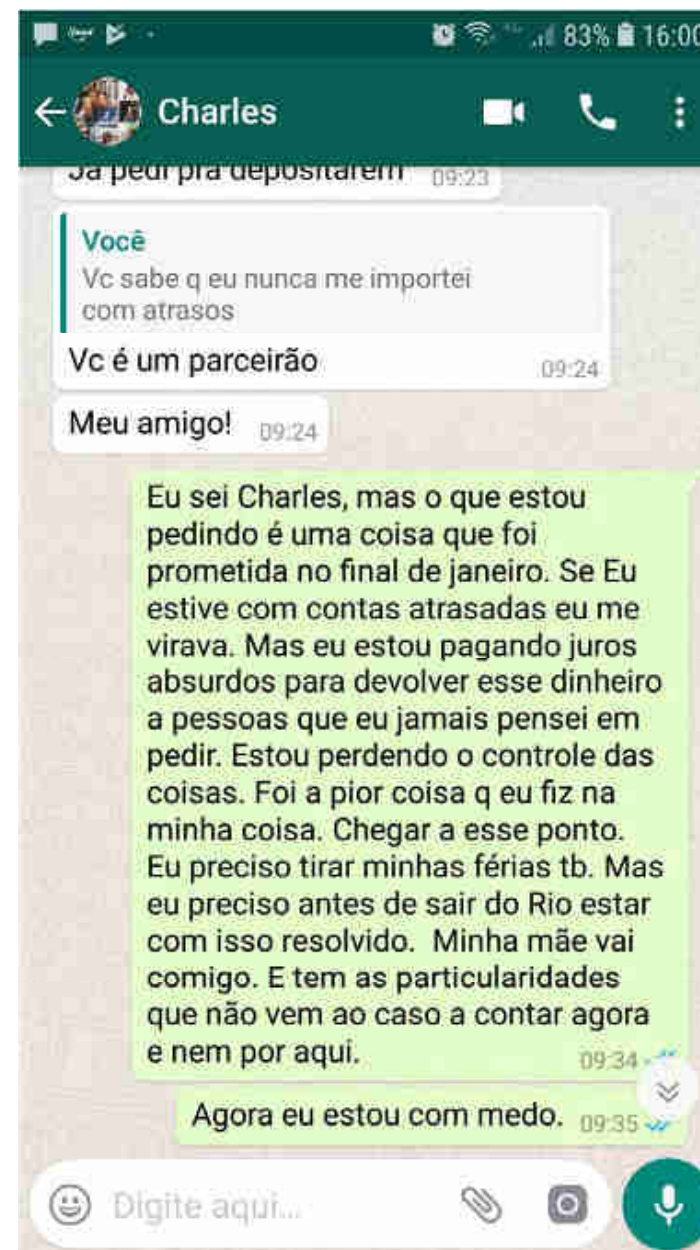 83% 16:00
Charles
Já pedi pra depositarem 09:23
Você
Vc sabe q eu nunca me importei
com atrasos
Vc é um parceirão 09:24
Meu amigo! 09:24
Eu sei Charles, mas o que estou
pedindo é uma coisa que foi
prometida no final de janeiro. Se Eu
estive com contas atrasadas eu me
virava. Mas eu estou pagando juros
absurdos para devolver esse dinheiro
a pessoas que eu jamais pensei em
pedir. Estou perdendo o controle das
coisas. Foi a pior coisa q eu fiz na
minha coisa. Chegar a esse ponto.
Eu preciso tirar minhas férias tb. Mas
eu preciso antes de sair do Rio estar
com isso resolvido. Minha mãe vai
comigo. E tem as particularidades
que não vem ao caso a contar agora
e nem por aqui. 09:34
Agora eu estou com medo. 09:35
Digite aqui...